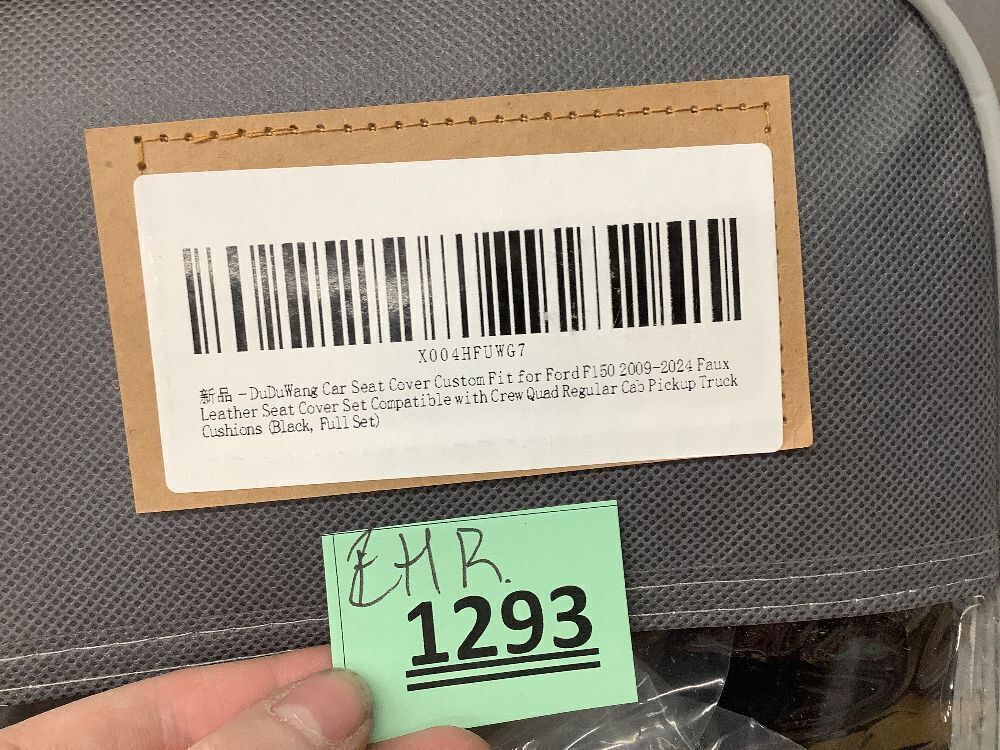 X004HFUWG7
新品 - DuDuWang Car Seat Cover Custom Fit for Ford F150 2009-2024 Faux
Leather Seat Cover Set Compatible with Crew Quad Regular Cab Pickup Truck
Cushions (Black, Full Set)
EHR.
1293